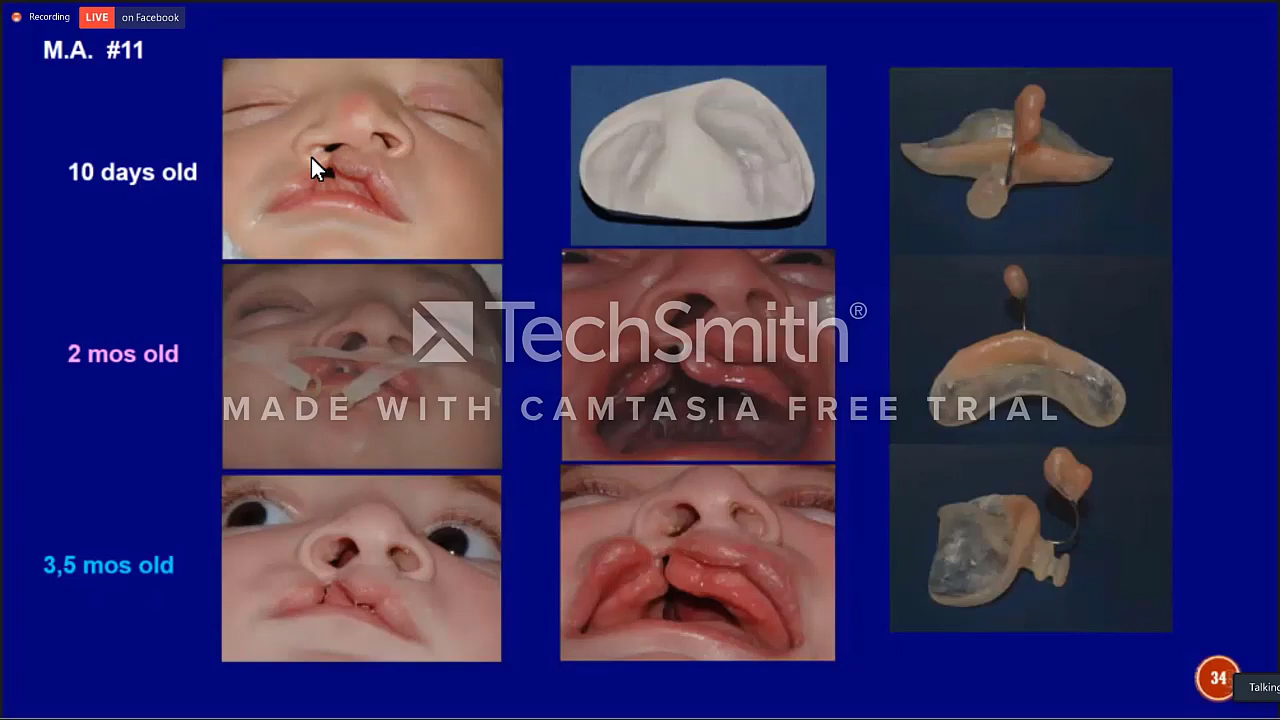 Recording LIVE on Facebook
M.A. #11
10 days old
2 mos old
TechSmith®
MADE WITH CAMTASIA FREE TRIAL
3,5 mos old
34
Talking